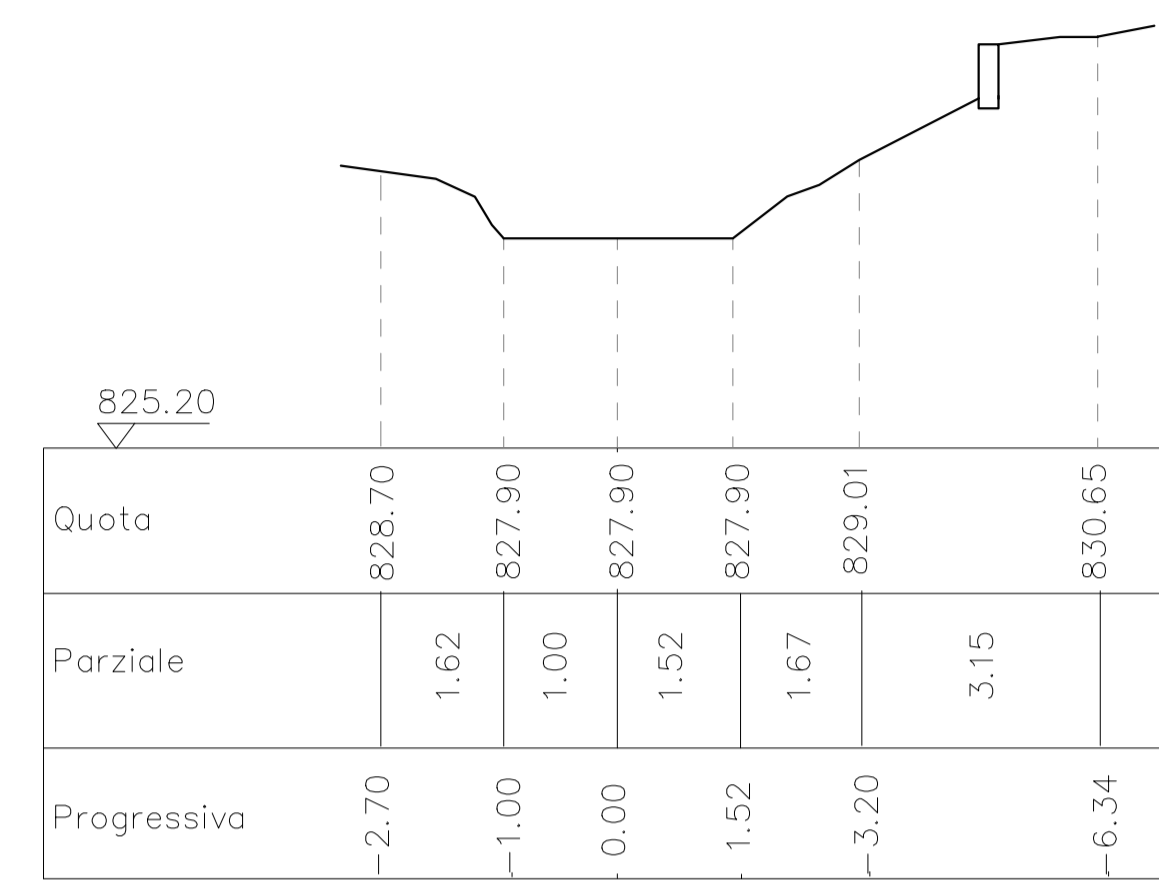 825.20
Quota 828.70 827.90 827.90 827.90 829.01 830.65
Parziale 1.62 1.00 1.52 1.67 3.15
Progressiva -2.70 -1.00 0.00 1.52 -3.20 -6.34